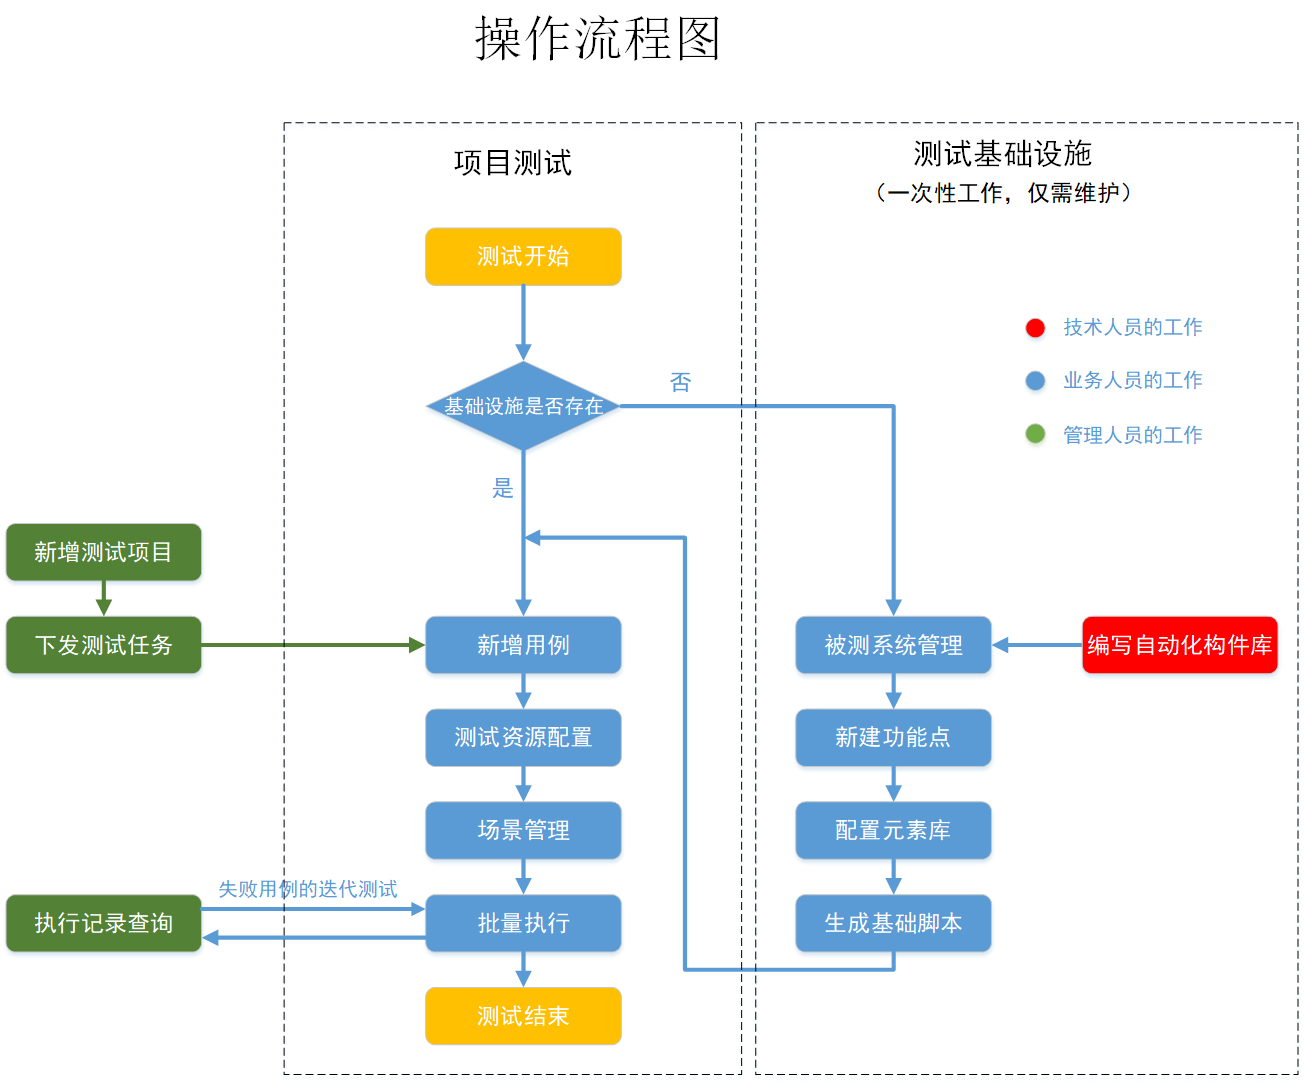 操作流程图
项目测试
测试基础设施
（一次性工作，仅需维护）
测试开始
技术人员的工作
业务人员的工作
管理人员的工作
基础设施是否存在
否
是
新增测试项目
下发测试任务
新增用例
被测系统管理
编写自动化构件库
测试资源配置
新建功能点
场景管理
配置元素库
失败用例的迭代测试
执行记录查询
批量执行
生成基础脚本
测试结束